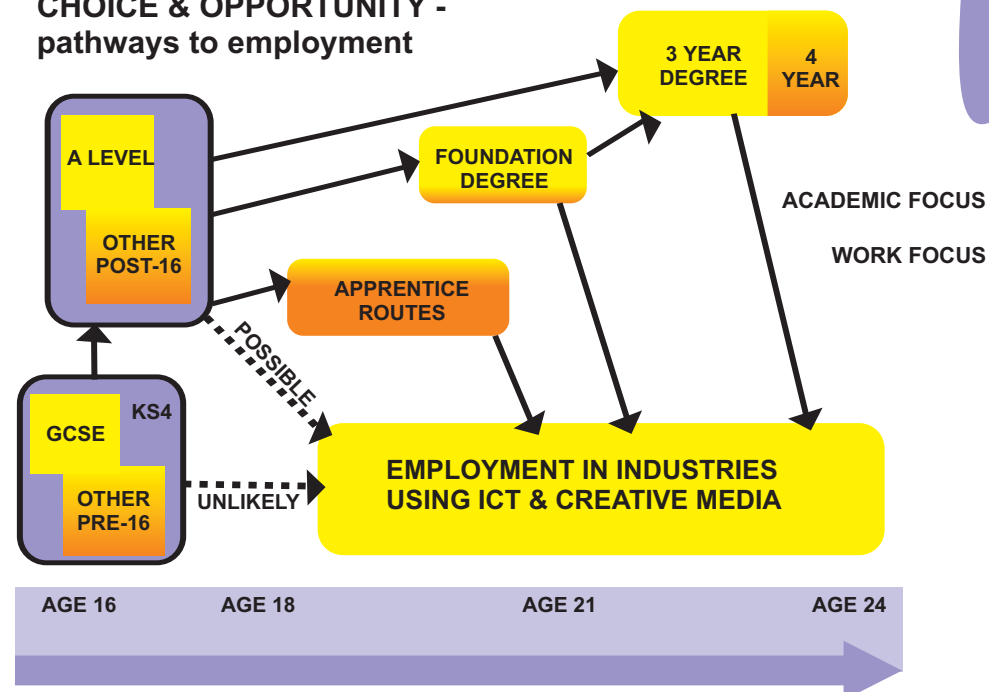 CHOICE & OPPORTUNITY -
pathways to employment
3 YEAR
DEGREE
4
YEAR
A LEVEL
FOUNDATION
DEGREE
ACADEMIC FOCUS
OTHER
POST-16
WORK FOCUS
APPRENTICE
ROUTES
POSSIBLE
KS4
GCSE
EMPLOYMENT IN INDUSTRIES
USING ICT & CREATIVE MEDIA
OTHER
PRE-16
UNLIKELY
AGE 16
AGE 18
AGE 21
AGE 24